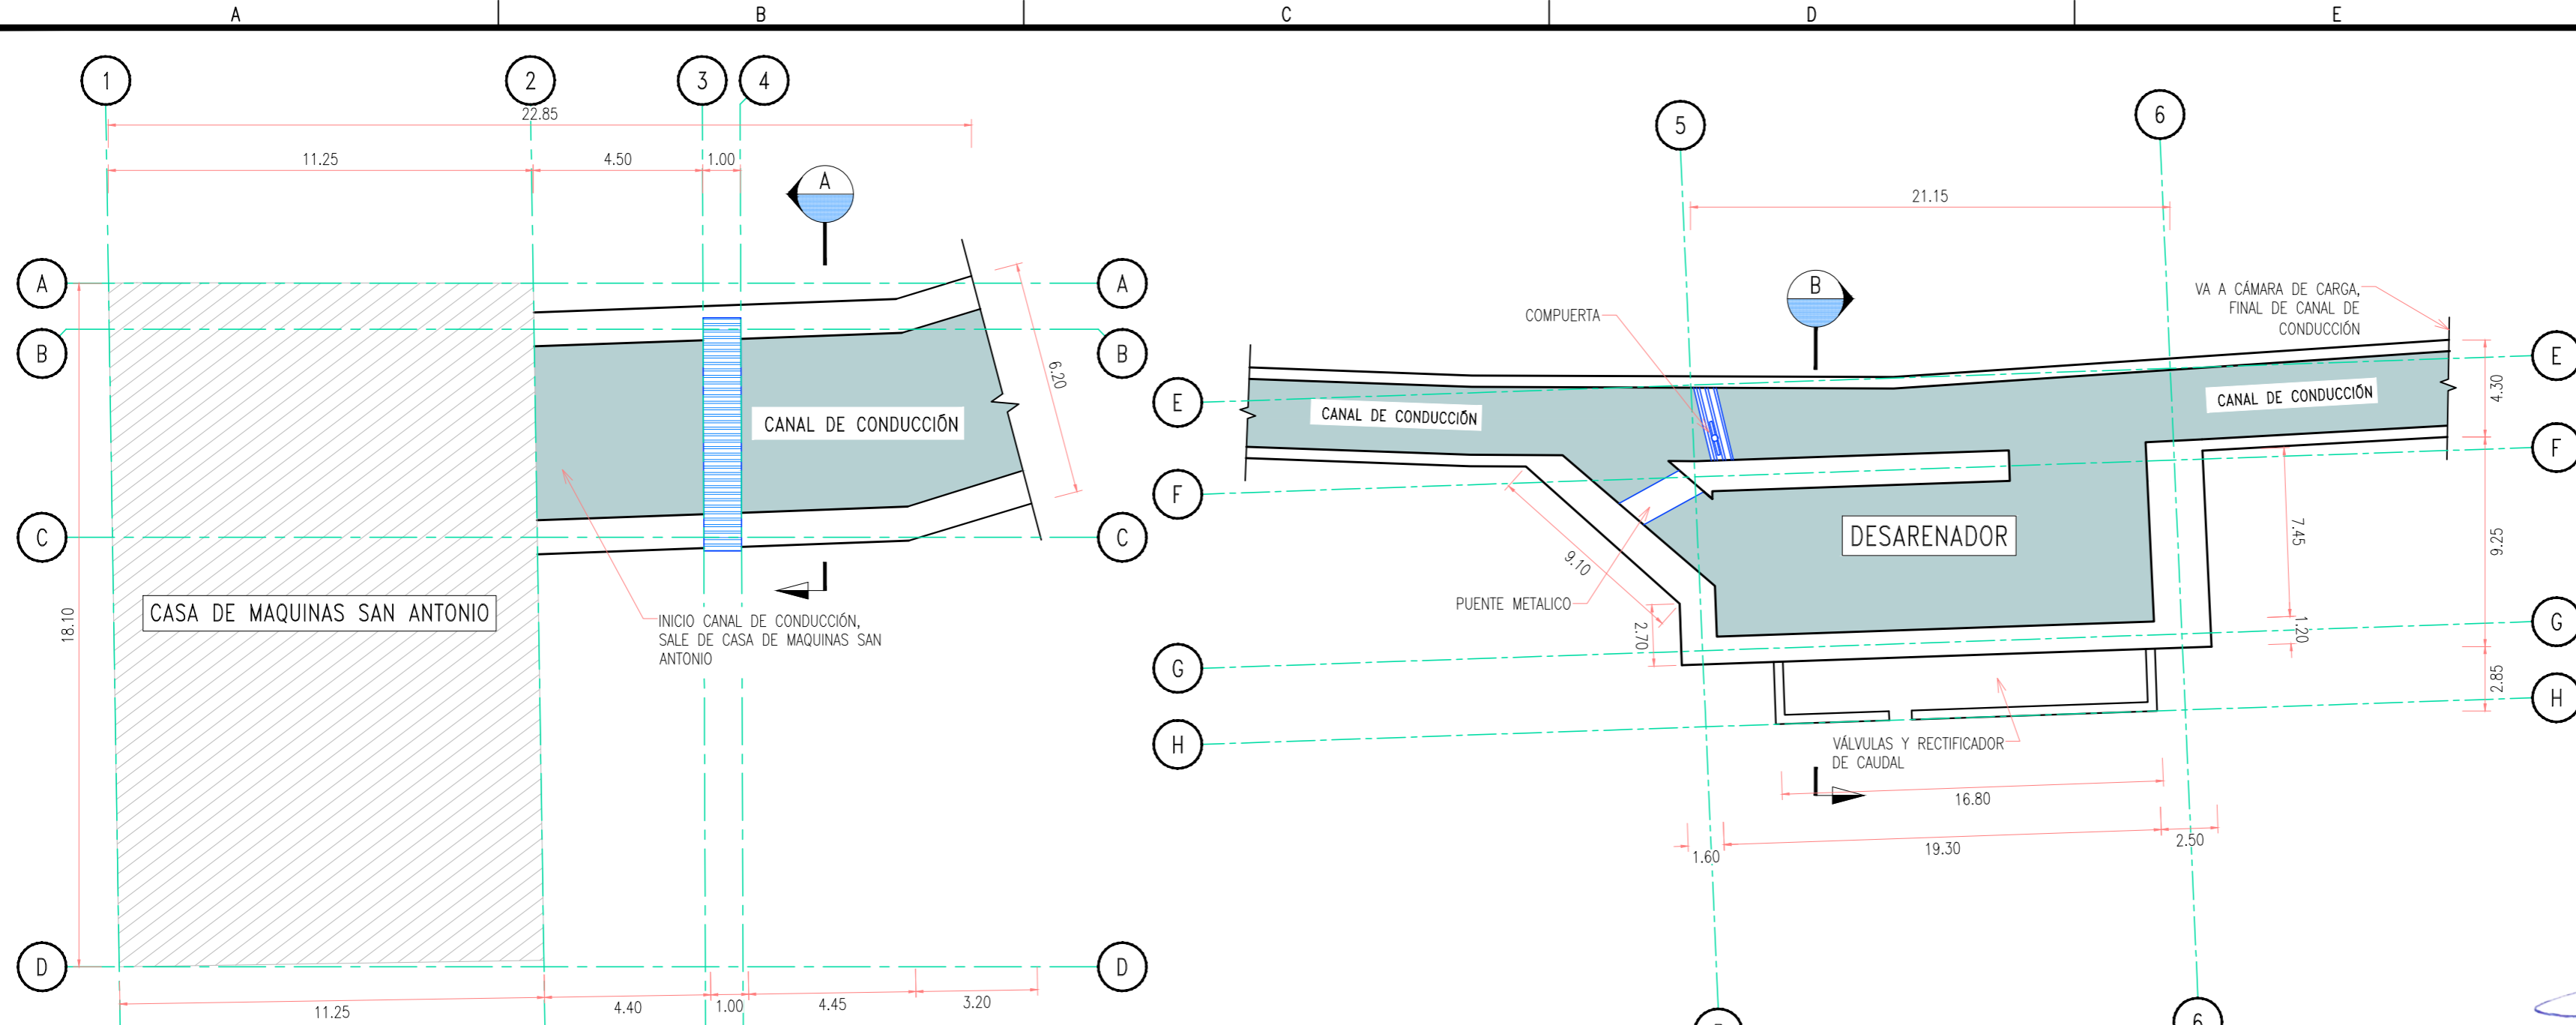 A B C D E
1 2 3 4
22.85
11.25 4.50 1.00
A
A A
B B
6.20
CANAL DE CONDUCCIÓN
C C
CASA DE MAQUINAS SAN ANTONIO
18.10
INICIO CANAL DE CONDUCCIÓN,
SALE DE CASA DE MAQUINAS SAN
ANTONIO
D D
11.25 4.40 1.00 4.45 3.20
5 6
21.15
B
COMPUERTA
VA A CÁMARA DE CARGA,
FINAL DE CANAL DE
CONDUCCIÓN
E E
4.30
CANAL DE CONDUCCIÓN
CANAL DE CONDUCCIÓN
F F
DESARENADOR
7.45
9.25
9.10
PUENTE METALICO
2.70
1.20
G G
2.85
H H
VÁLVULAS Y RECTIFICADOR
DE CAUDAL
16.80
1.60 19.30 2.50
6